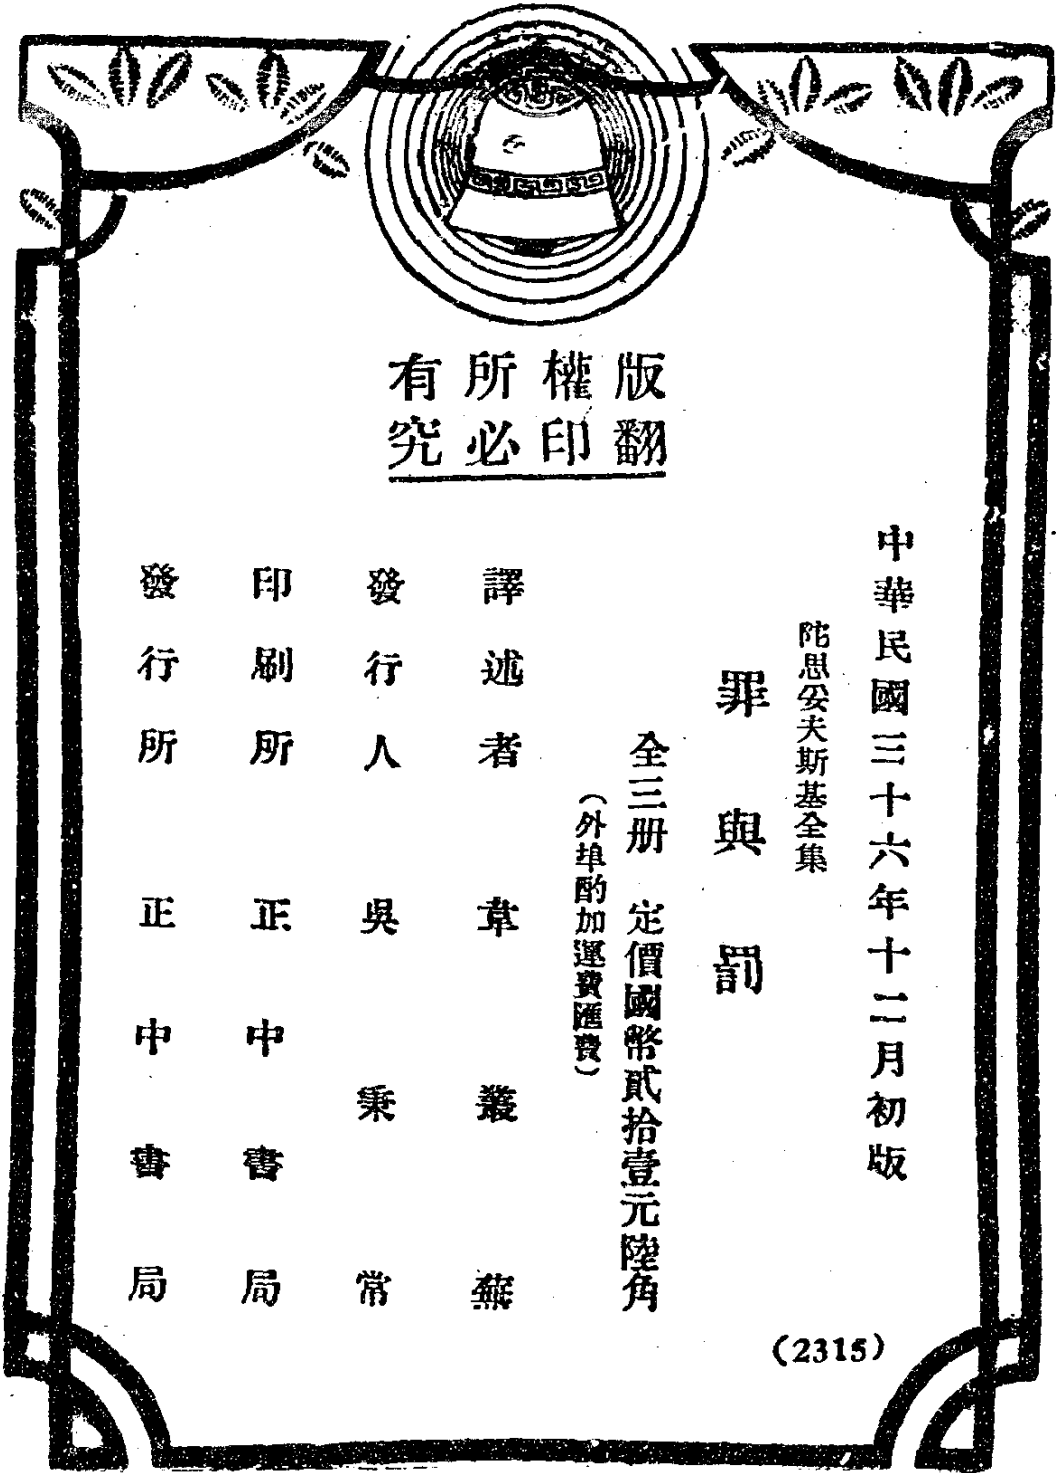 版權所有
翻印必究
中華民國三十六年十二月初版
陀思妥夫斯基全集
罪與罰
全三册　定價國幣貳拾壹元陸角
（外埠酌加運費匯費）
譯述者　韋叢蕪
發行人　吳秉常
印刷所　正中書局
發行所　正中書局
（2315）